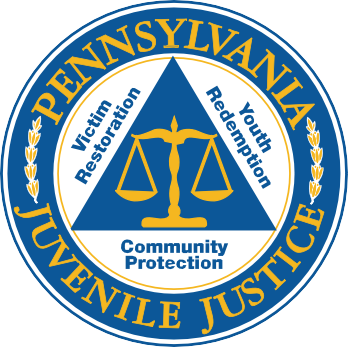 PENNSYLVANIA
Victim
Restoration
Youth
Redemption
Community
Protection
JUVENILE JUSTICE